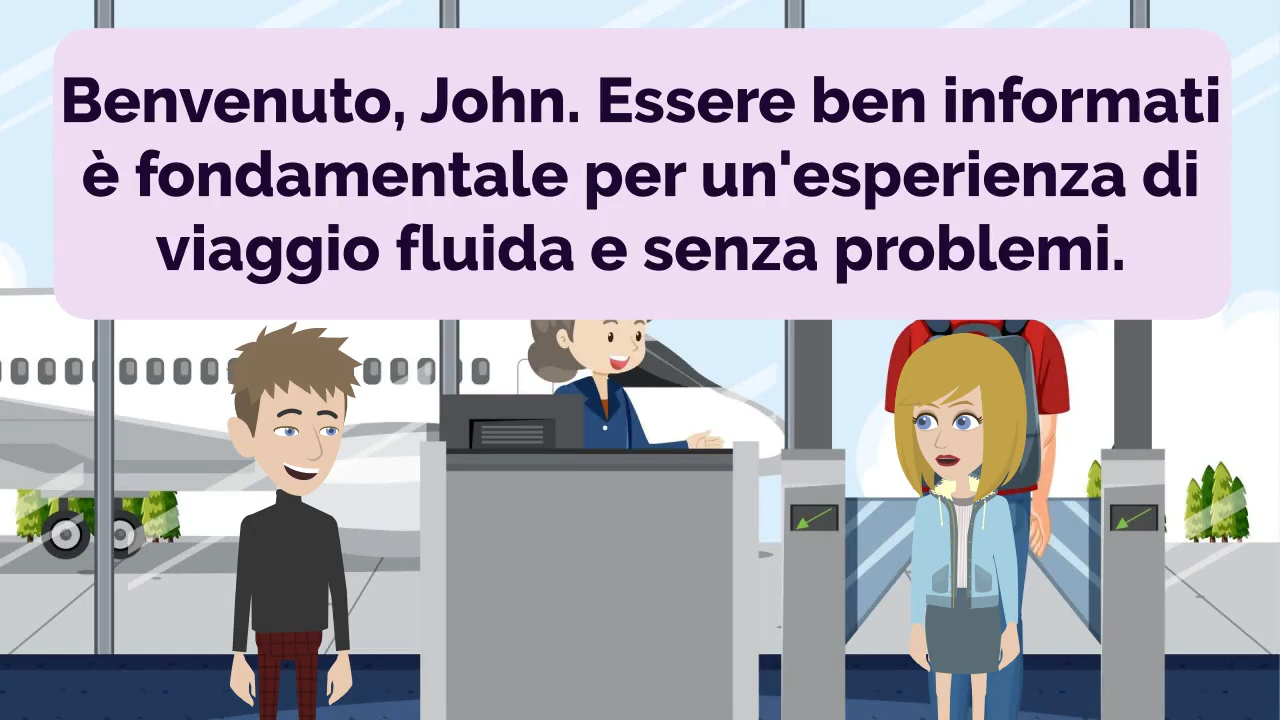 Benvenuto, John. Essere ben informati
è fondamentale per un'esperienza di
viaggio fluida e senza problemi.